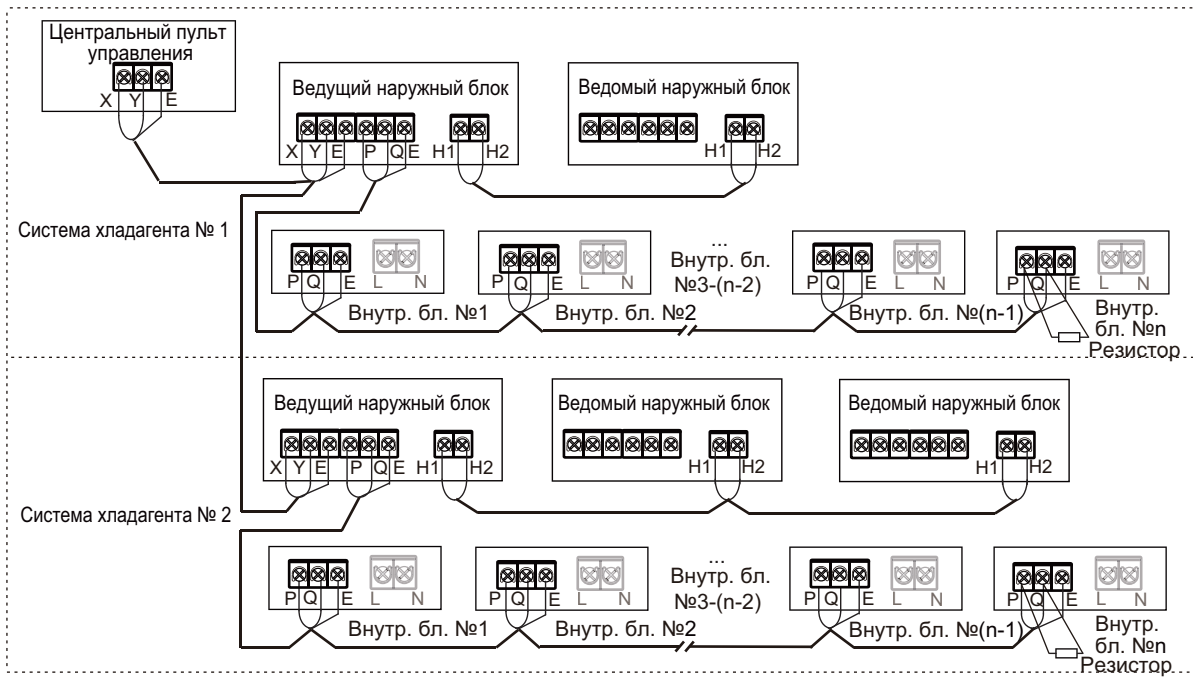 Центральный пульт
управления
X Y E
Ведущий наружный блок
X Y E P Q E H1 H2
Ведомый наружный блок
H1 H2
Система хладагента № 1
P Q E L N
Внутр. бл. №1
P Q E L N
Внутр. бл. №2
...
Внутр. бл.
№3-(n-2)
P Q E L N
Внутр. бл. №(n-1)
P Q E L N
Внутр.
бл. №n
Резистор
Ведущий наружный блок
X Y E P Q E H1 H2
Ведомый наружный блок
H1 H2
Ведомый наружный блок
H1 H2
Система хладагента № 2
P Q E L N
Внутр. бл. №1
P Q E L N
Внутр. бл. №2
...
Внутр. бл.
№3-(n-2)
P Q E L N
Внутр. бл. №(n-1)
P Q E L N
Внутр.
бл. №n
Резистор